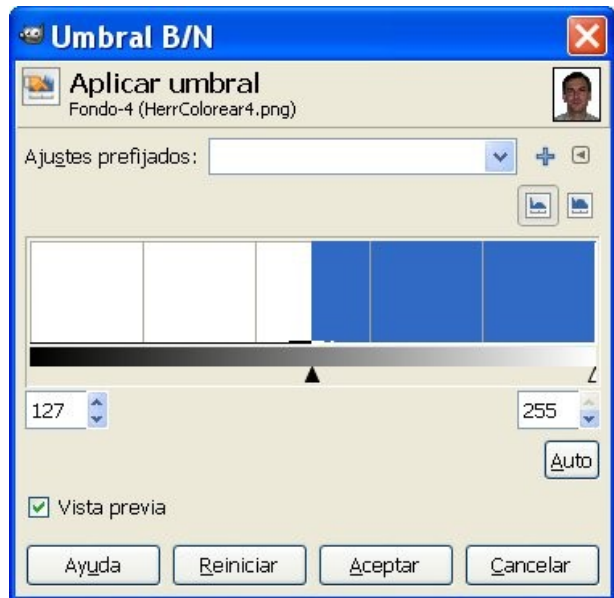 Umbral B/N
Aplicar umbral
Fondo-4 (HerrColorear4.png)
Ajustes prefijados:
127 255
Auto
Vista previa
Ayuda Reiniciar Aceptar Cancelar